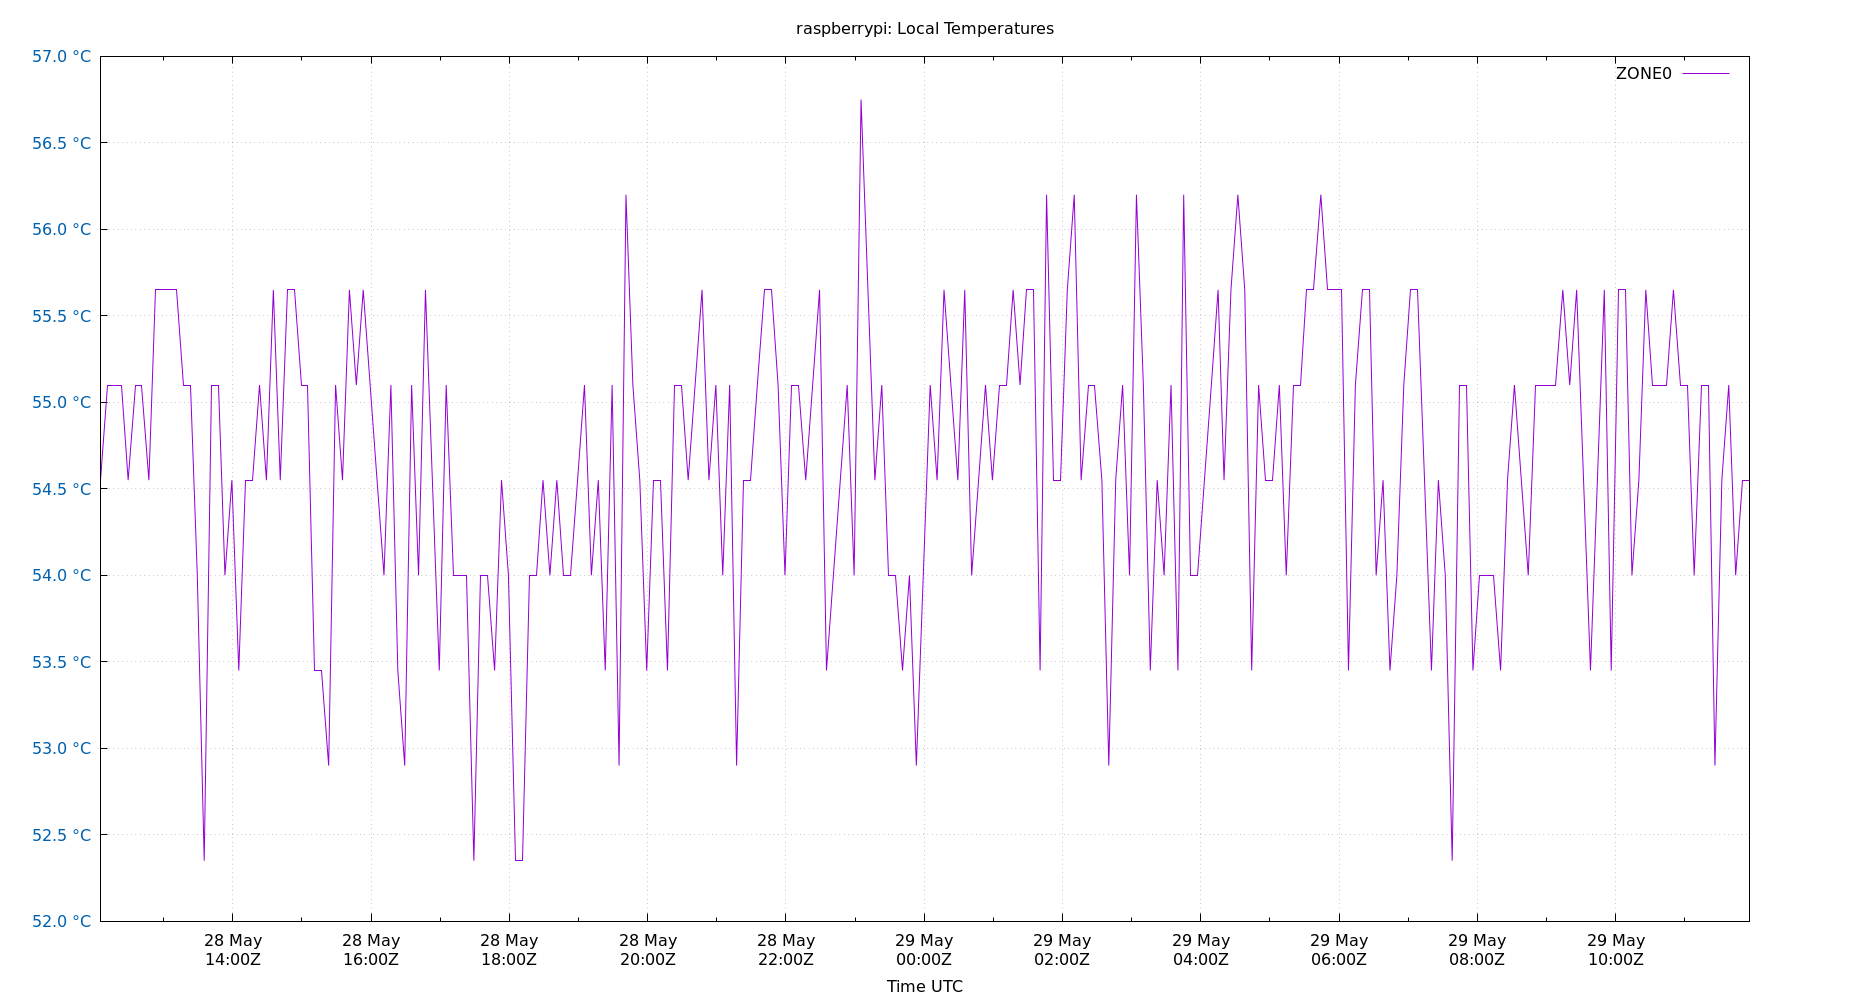 raspberrypi: Local Temperatures
57.0 °C
ZONE0
56.5 °C
56.0 °C
55.5 °C
55.0 °C
54.5 °C
54.0 °C
53.5 °C
53.0 °C
52.5 °C
52.0 °C
28 May 28 May 28 May 28 May 28 May 29 May 29 May 29 May 29 May 29 May 29 May
14:00Z 16:00Z 18:00Z 20:00Z 22:00Z 00:00Z 02:00Z 04:00Z 06:00Z 08:00Z 10:00Z
Time UTC